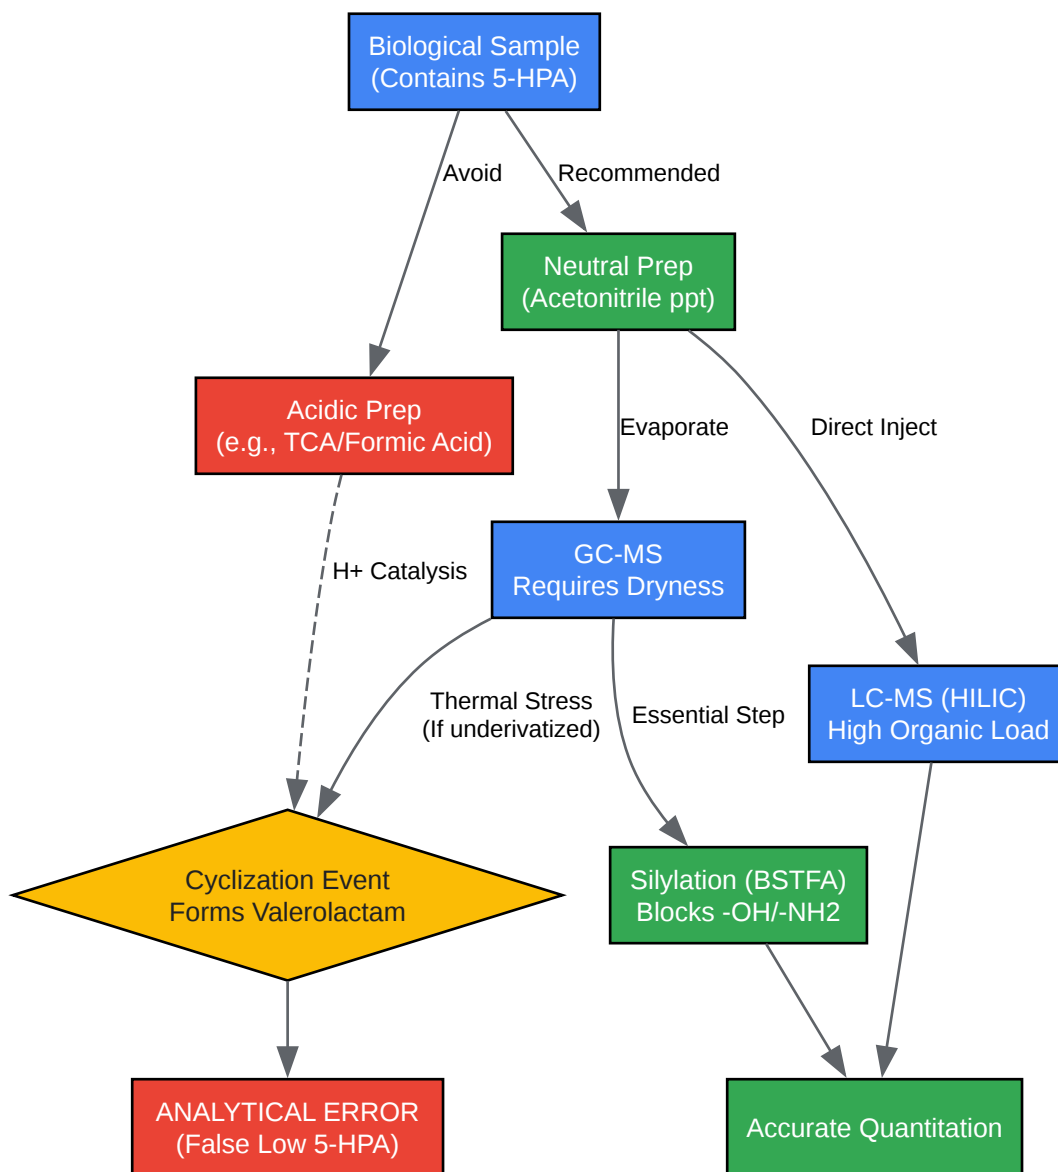 Biological Sample
(Contains 5-HPA)
Avoid
Recommended
Neutral Prep
(Acetonitrile ppt)
Acidic Prep
(e.g., TCA/Formic Acid)
Evaporate
Direct Inject
GC-MS
Requires Dryness
H+ Catalysis
LC-MS (HILIC)
High Organic Load
Thermal Stress
(If underivatized)
Essential Step
Cyclization Event
Forms Valerolactam
Silylation (BSTFA)
Blocks -OH/-NH2
ANALYTICAL ERROR
(False Low 5-HPA)
Accurate Quantitation